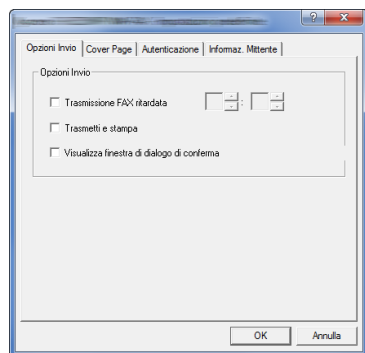 Opzioni Invio Cover Page Autenticazione Informaz. Mittente
Opzioni Invio
Trasmissione FAX ritardata :
Trasmetti e stampa
Visualizza finestra di dialogo di conferma
OK Annulla